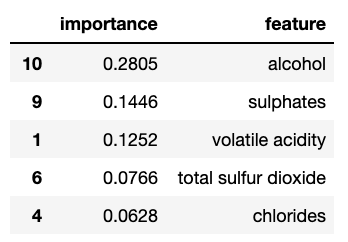 importance feature
10 0.2805 alcohol
9 0.1446 sulphates
1 0.1252 volatile acidity
6 0.0766 total sulfur dioxide
4 0.0628 chlorides